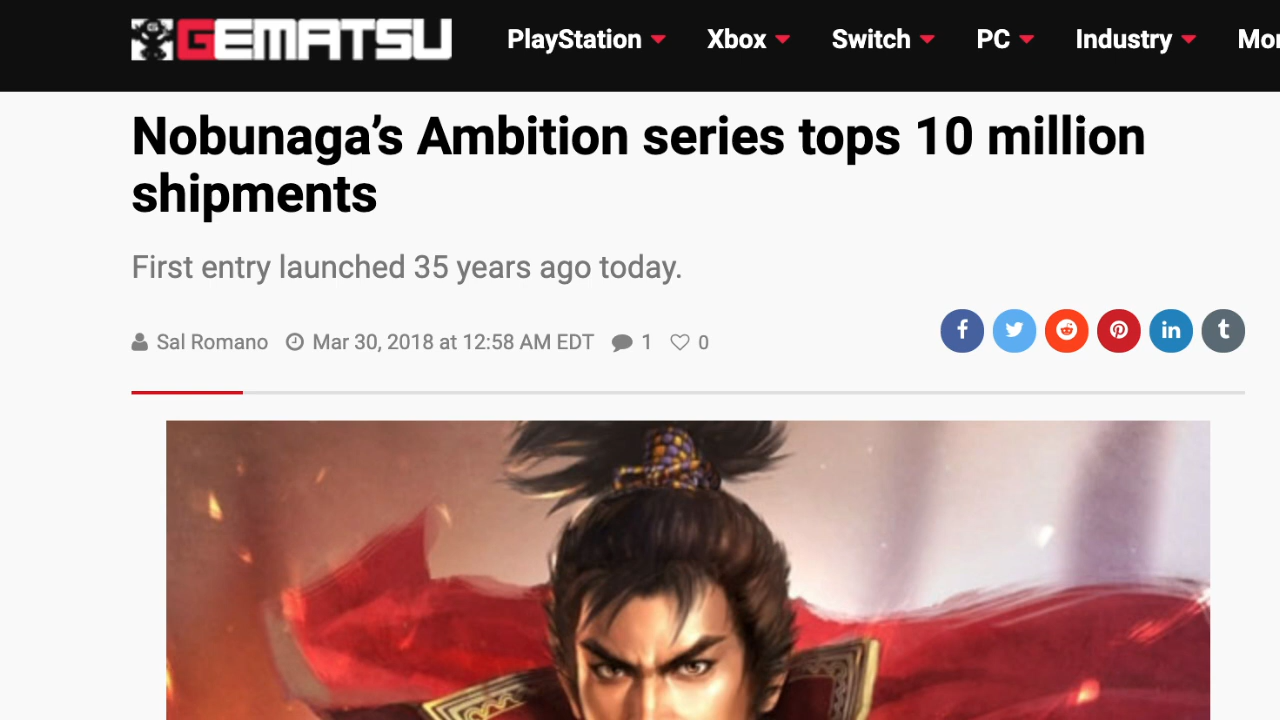 GEMATSU PlayStation Xbox Switch PC Industry
Nobunaga’s Ambition series tops 10 million
shipments
First entry launched 35 years ago today.
Sal Romano Mar 30, 2018 at 12:58 AM EDT 1 0